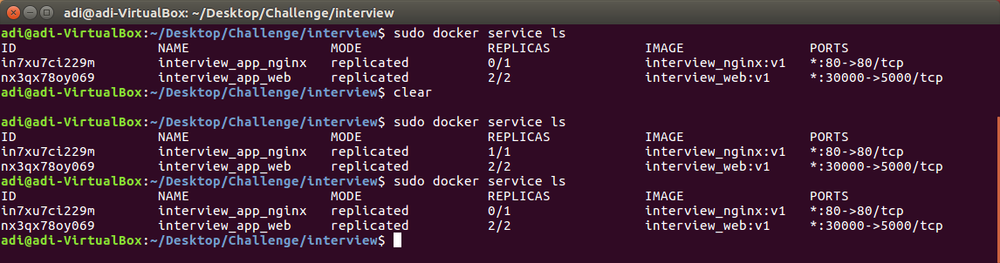 adi@adi-VirtualBox: ~/Desktop/Challenge/interview
adi@adi-VirtualBox:~/Desktop/Challenge/interview$ sudo docker service ls
ID NAME MODE REPLICAS IMAGE PORTS
in7xu7ci229m interview_app_nginx replicated 0/1 interview_nginx:v1 *:80->80/tcp
nx3qx78oy069 interview_app_web replicated 2/2 interview_web:v1 *:30000->5000/tcp
adi@adi-VirtualBox:~/Desktop/Challenge/interview$ clear
adi@adi-VirtualBox:~/Desktop/Challenge/interview$ sudo docker service ls
ID NAME MODE REPLICAS IMAGE PORTS
in7xu7ci229m interview_app_nginx replicated 1/1 interview_nginx:v1 *:80->80/tcp
nx3qx78oy069 interview_app_web replicated 2/2 interview_web:v1 *:30000->5000/tcp
adi@adi-VirtualBox:~/Desktop/Challenge/interview$ sudo docker service ls
ID NAME MODE REPLICAS IMAGE PORTS
in7xu7ci229m interview_app_nginx replicated 0/1 interview_nginx:v1 *:80->80/tcp
nx3qx78oy069 interview_app_web replicated 2/2 interview_web:v1 *:30000->5000/tcp
adi@adi-VirtualBox:~/Desktop/Challenge/interview$